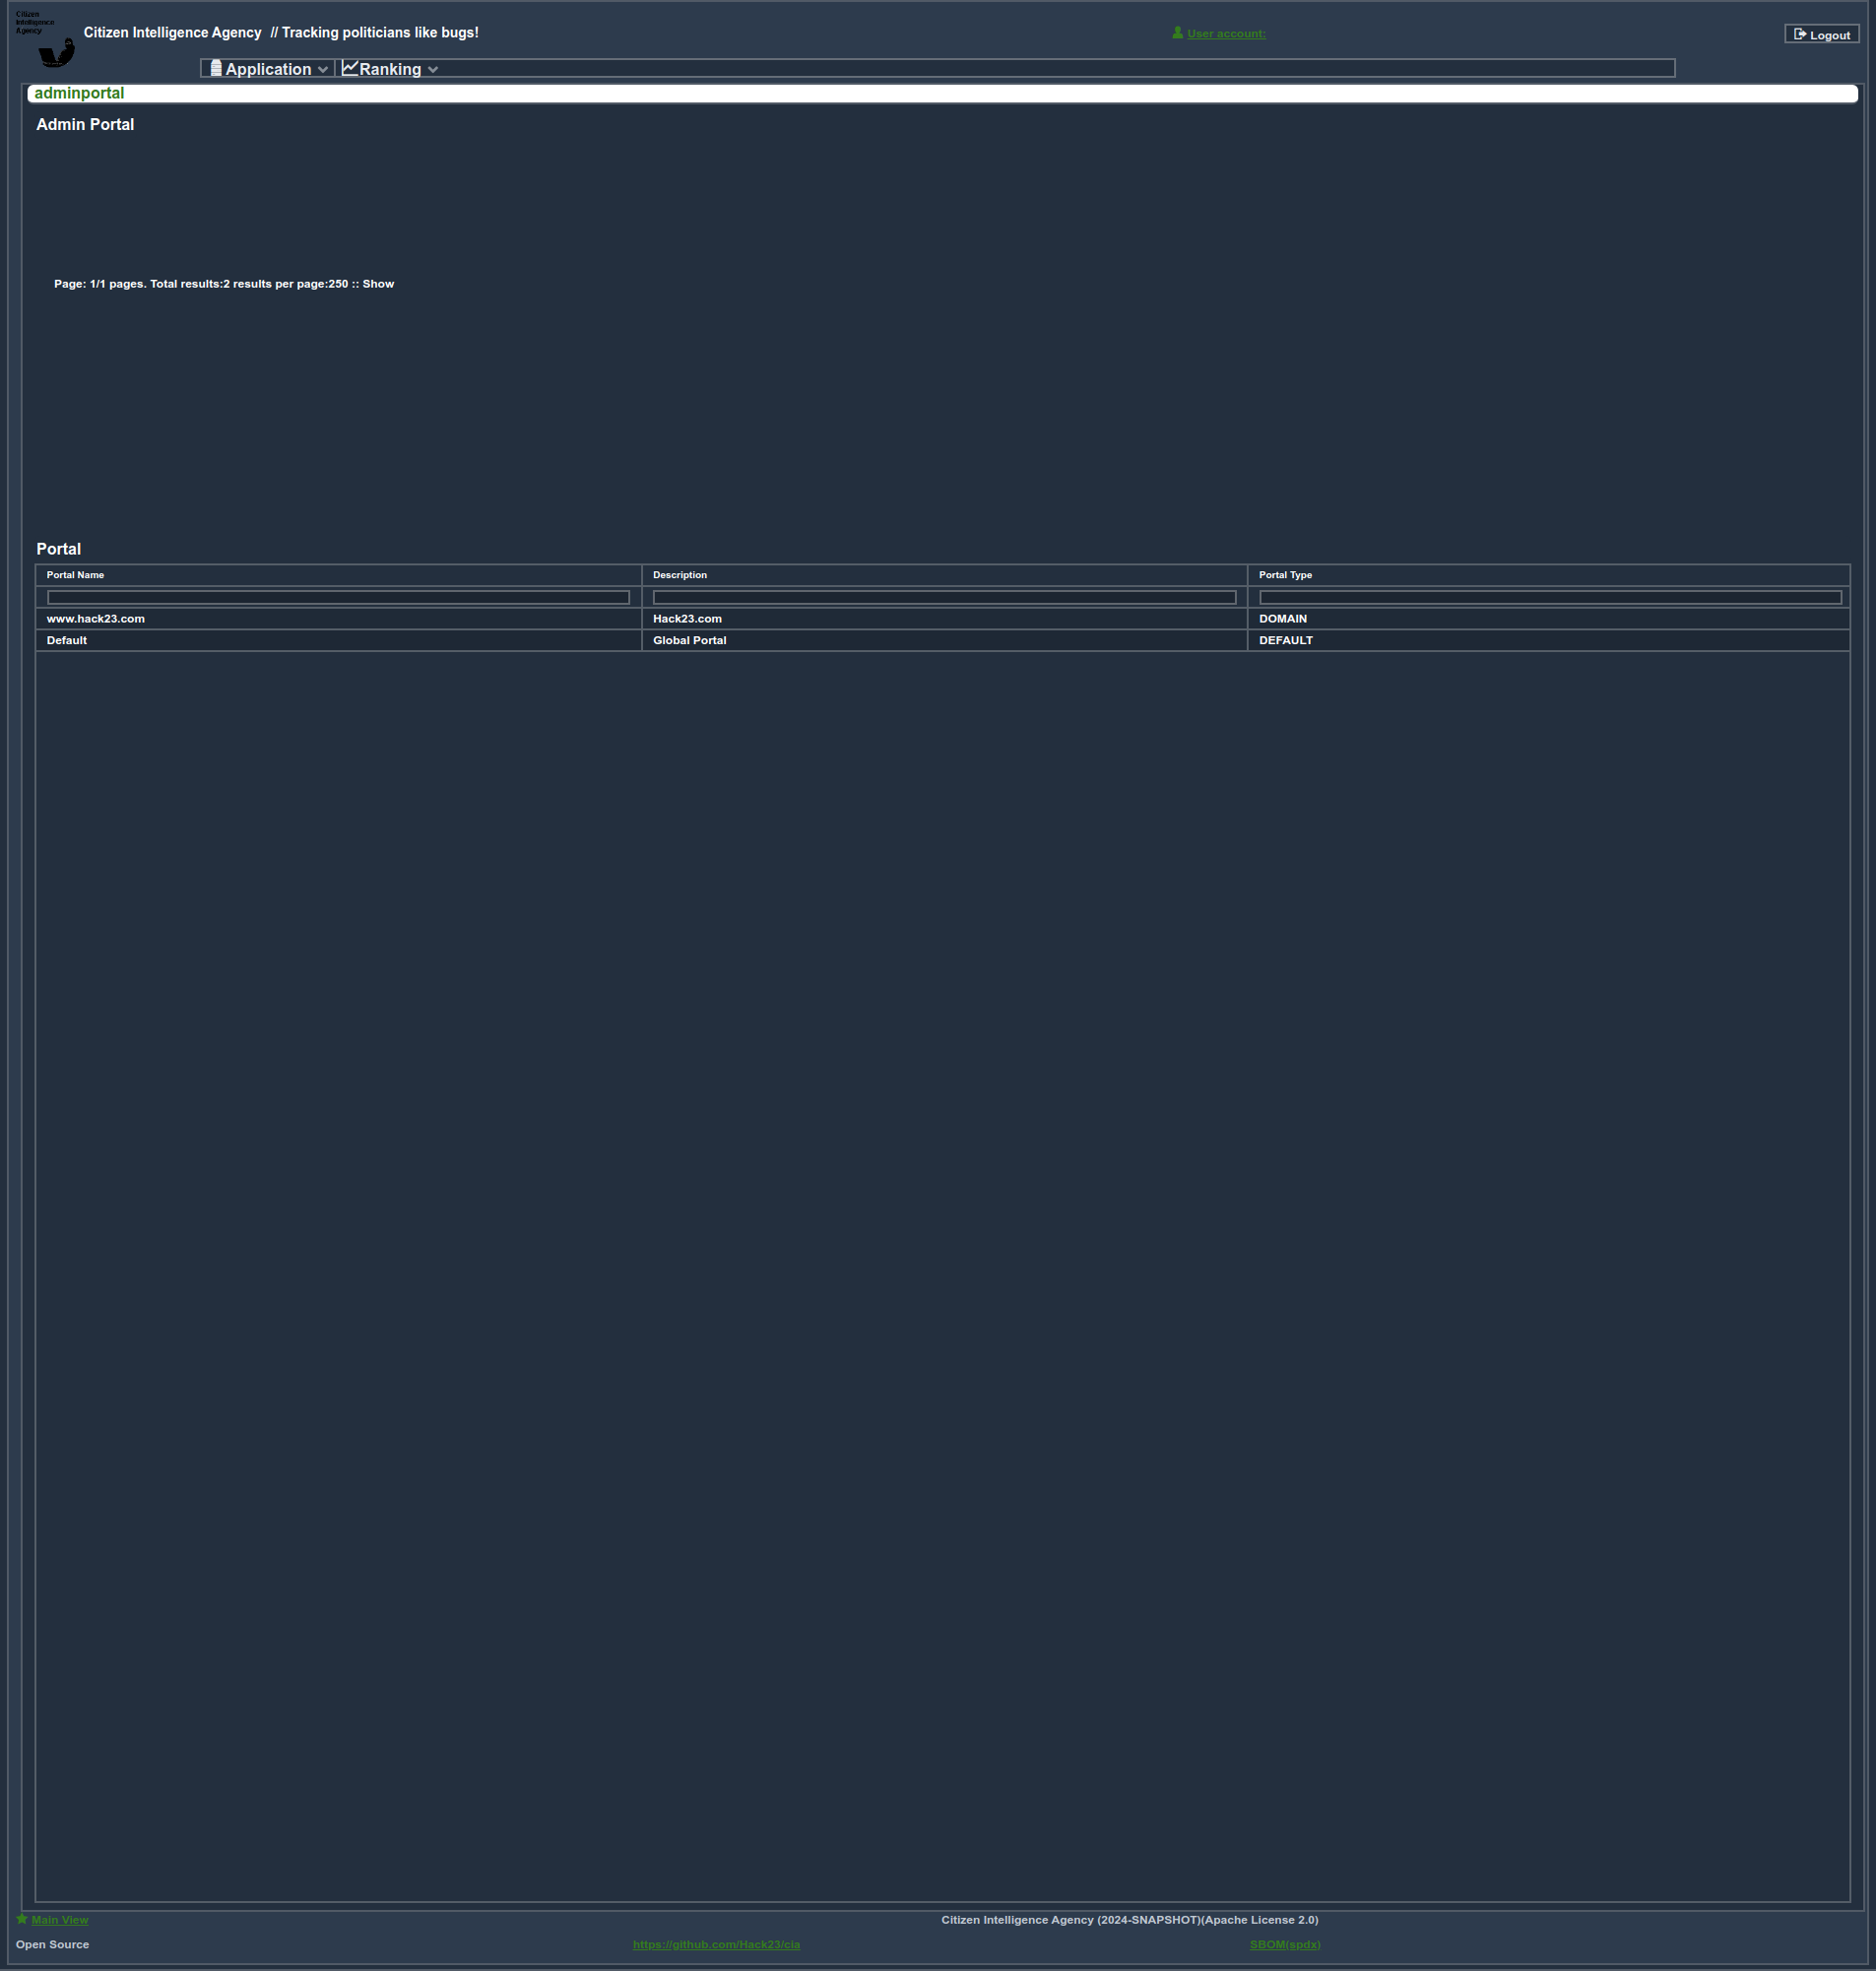 Citizen
Intelligence
Agency
Citizen Intelligence Agency // Tracking politicians like bugs!
User account:
Logout
Application
Ranking
adminportal
Admin Portal
Page: 1/1 pages. Total results:2 results per page:250 :: Show
Portal
Portal Name Description Portal Type
www.hack23.com Hack23.com DOMAIN
Default Global Portal DEFAULT
Main View Citizen Intelligence Agency (2024-SNAPSHOT)(Apache License 2.0)
Open Source https://github.com/Hack23/cia SBOM(spdx)